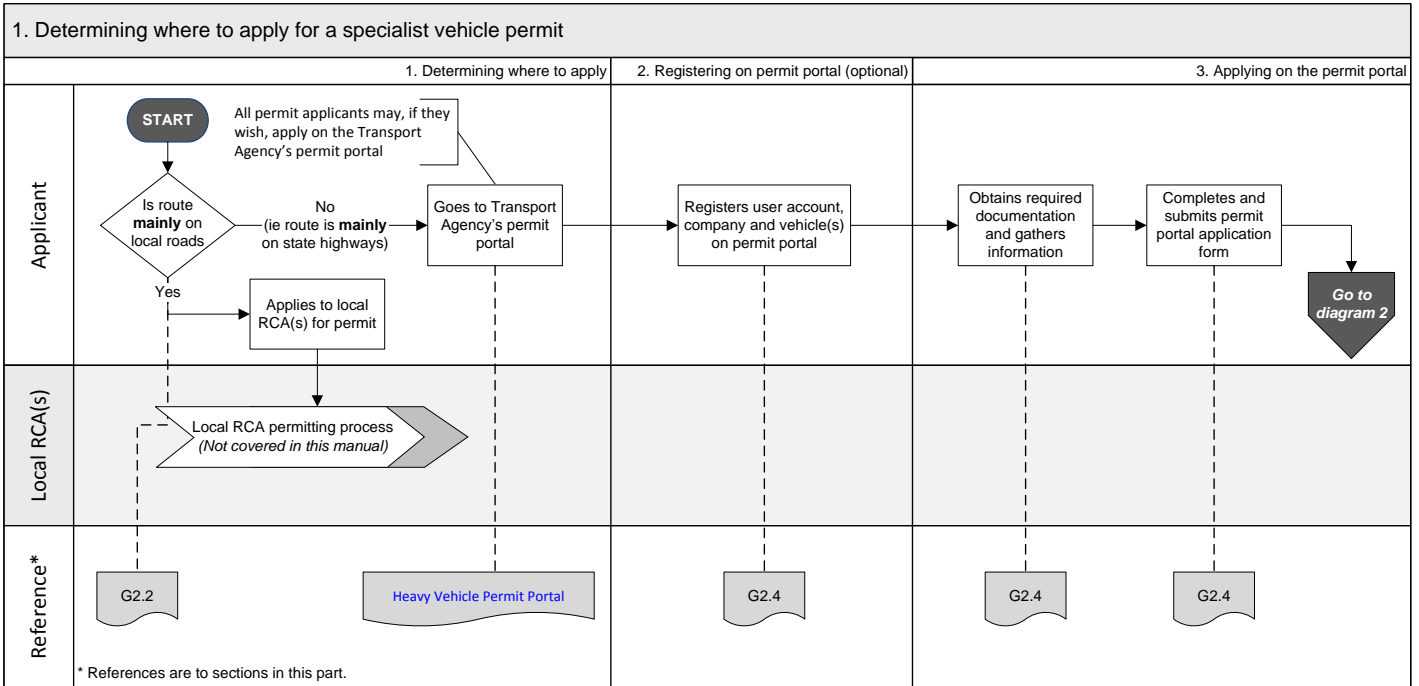 1. Determining where to apply for a specialist vehicle permit
1. Determining where to apply
2. Registering on permit portal (optional)
3. Applying on the permit portal
Applicant
START
All permit applicants may, if they
wish, apply on the Transport
Agency's permit portal
Is route
mainly on
local roads
No
(ie route is mainly
on state highways)
Goes to Transport
Agency's permit
portal
Registers user account,
company and vehicle(s)
on permit portal
Obtains required
documentation
and gathers
information
Completes and
submits permit
portal application
form
Go to
diagram 2
Yes
Applies to local
RCA(s) for permit
Local RCA(s)
Local RCA permitting process
(Not covered in this manual)
Reference*
G2.2
Heavy Vehicle Permit Portal
G2.4
G2.4
G2.4
* References are to sections in this part.